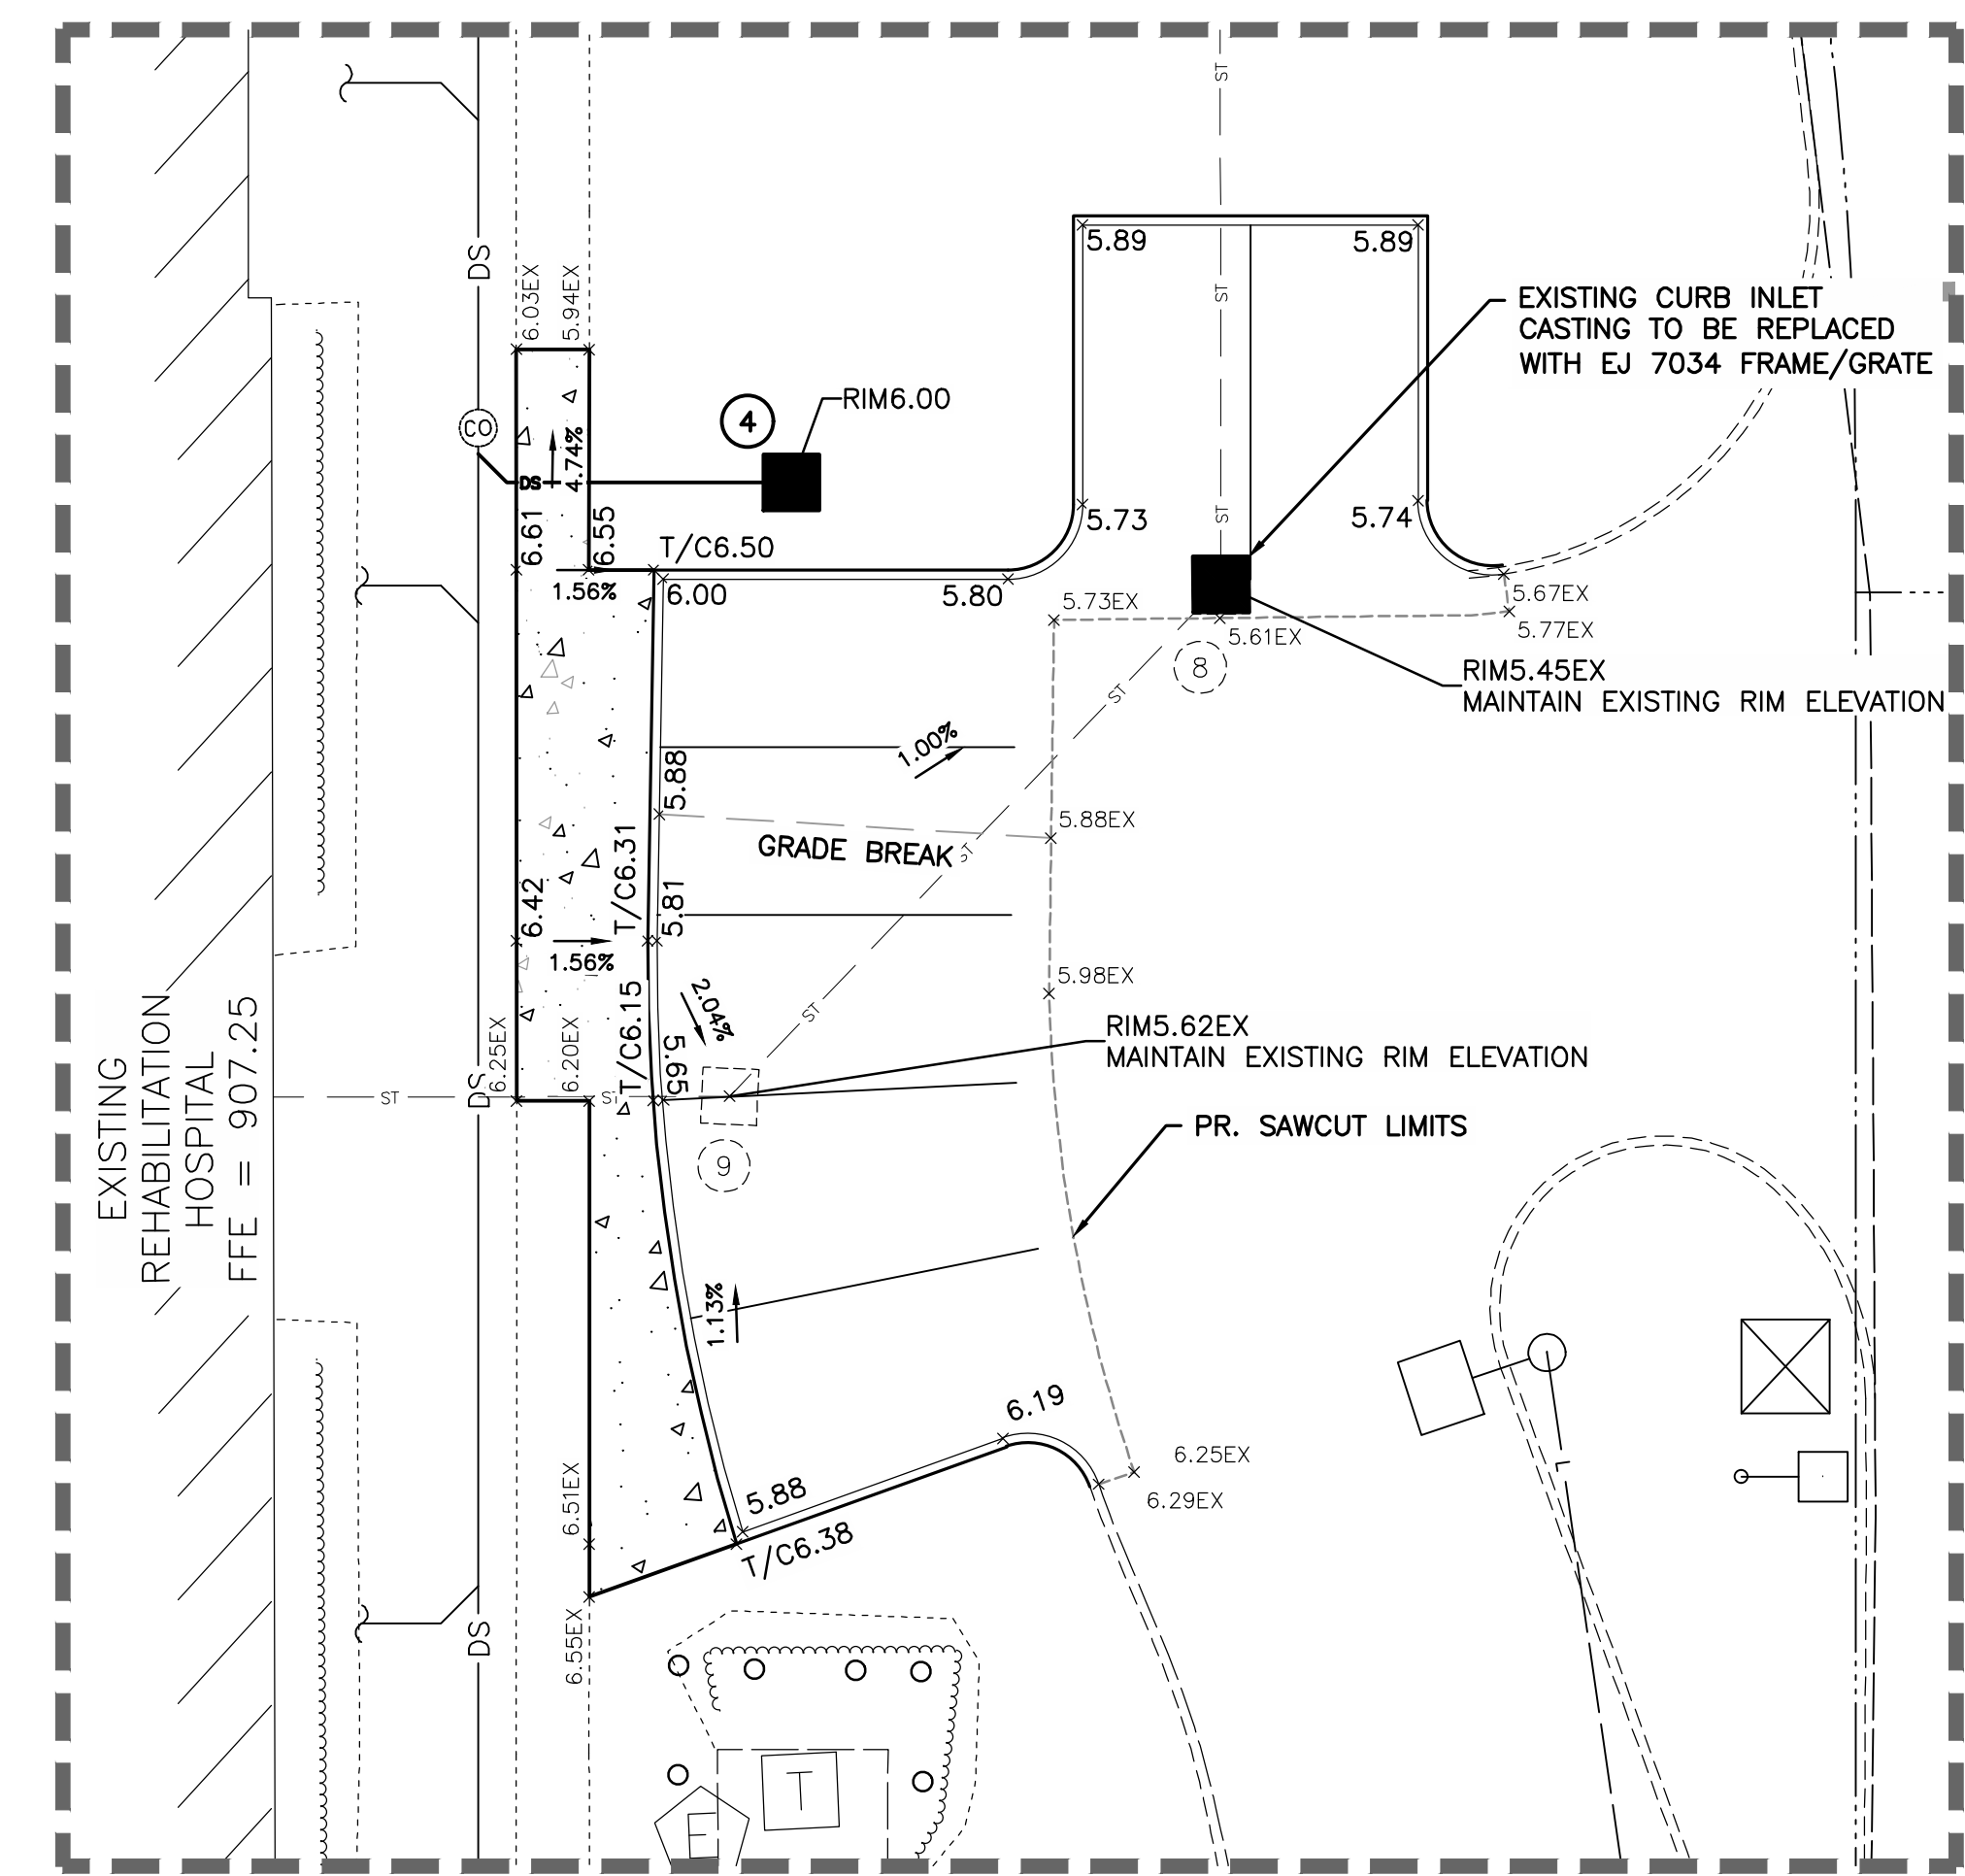 ST
DS
6.03EX
5.94EX
ST
5.89
5.89
EXISTING CURB INLET
CASTING TO BE REPLACED
WITH EJ 7034 FRAME/GRATE
CO
4
RIM6.00
4.74%
DS
6.61
6.55
T/C6.50
1.56%
6.00
5.80
5.73
ST
5.74
5.73EX
5.61EX
5.67EX
5.77EX
8
ST
RIM5.45EX
MAINTAIN EXISTING RIM ELEVATION
1.00%
5.88
GRADE BREAK
ST
5.88EX
T/C6.31
5.81
6.42
1.56%
5.98EX
2.04%
ST
T/C6.15
5.65
6.25EX
6.20EX
RIM5.62EX
MAINTAIN EXISTING RIM ELEVATION
EXISTING
REHABILITATION
HOSPITAL
FFE = 907.25
ST
DS
ST
9
PR. SAWCUT LIMITS
1.13%
6.19
6.25EX
6.29EX
5.88
T/C6.38
6.51EX
6.55EX
L
DS
T
E